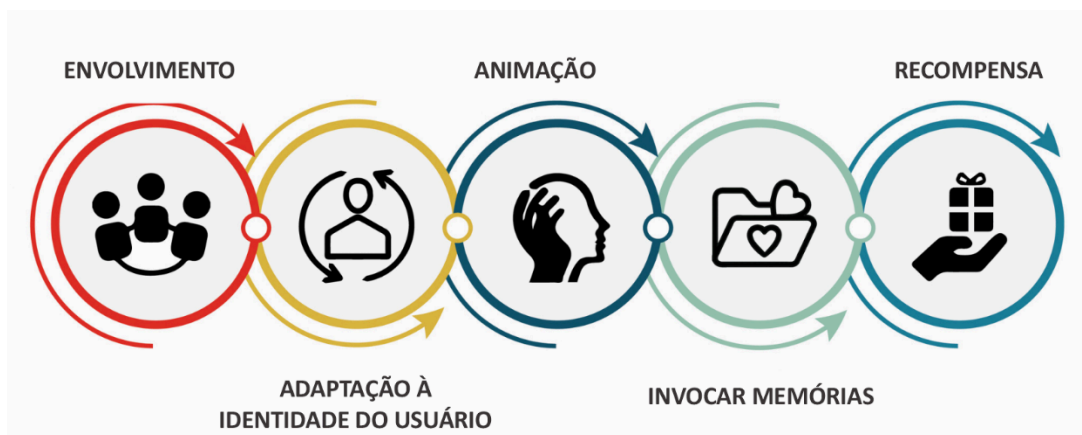 ENVOLVIMENTO
ADAPTAÇÃO À
IDENTIDADE DO USUÁRIO
ANIMAÇÃO
INVOCAR MEMÓRIAS
RECOMPENSA